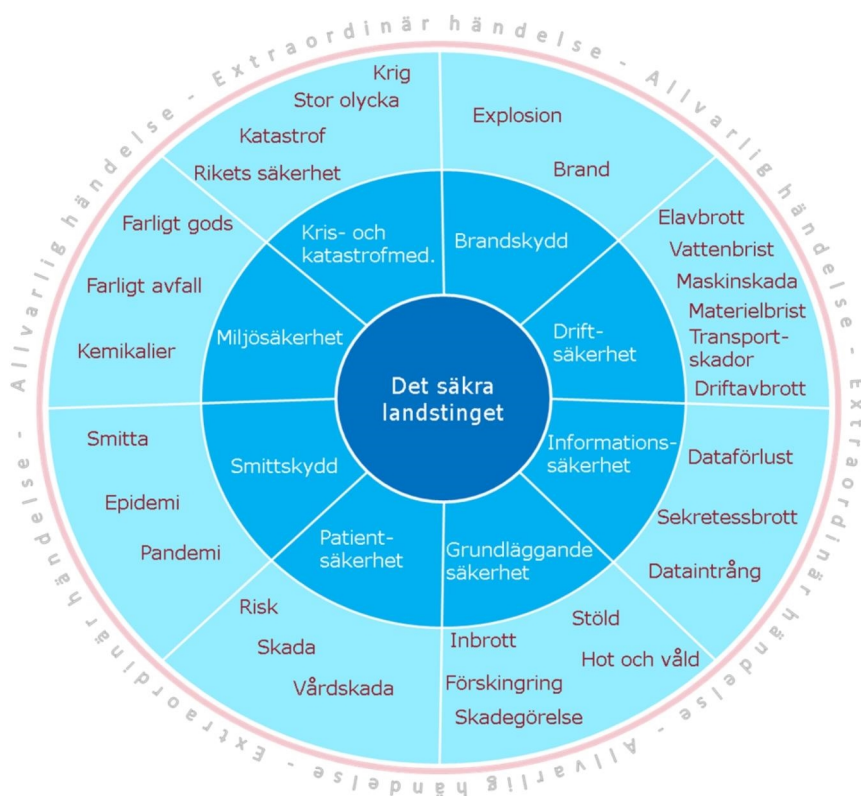 Allvarlig händelse - Extraordinär händelse - Allvarlig händelse - Extraordinär händelse - Allvarlig händelse - Extraordinär händelse -
Krig
Stor olycka
Katastrof
Rikets säkerhet
Explosion
Brand
Elavbrott
Vattenbrist
Maskinskada
Materielbrist
Transport-
skador
Driftavbrott
Dataförlust
Sekretessbrott
Dataintrång
Stöld
Inbrott
Hot och våld
Förskingring
Skadegörelse
Risk
Skada
Vårdskada
Smitta
Epidemi
Pandemi
Farligt gods
Farligt avfall
Kemikalier
Kris- och
katastrofmed.
Brandskydd
Drift-
säkerhet
Informations-
säkerhet
Grundläggande
säkerhet
Patient-
säkerhet
Smittskydd
Miljösäkerhet
Det säkra
landstinget